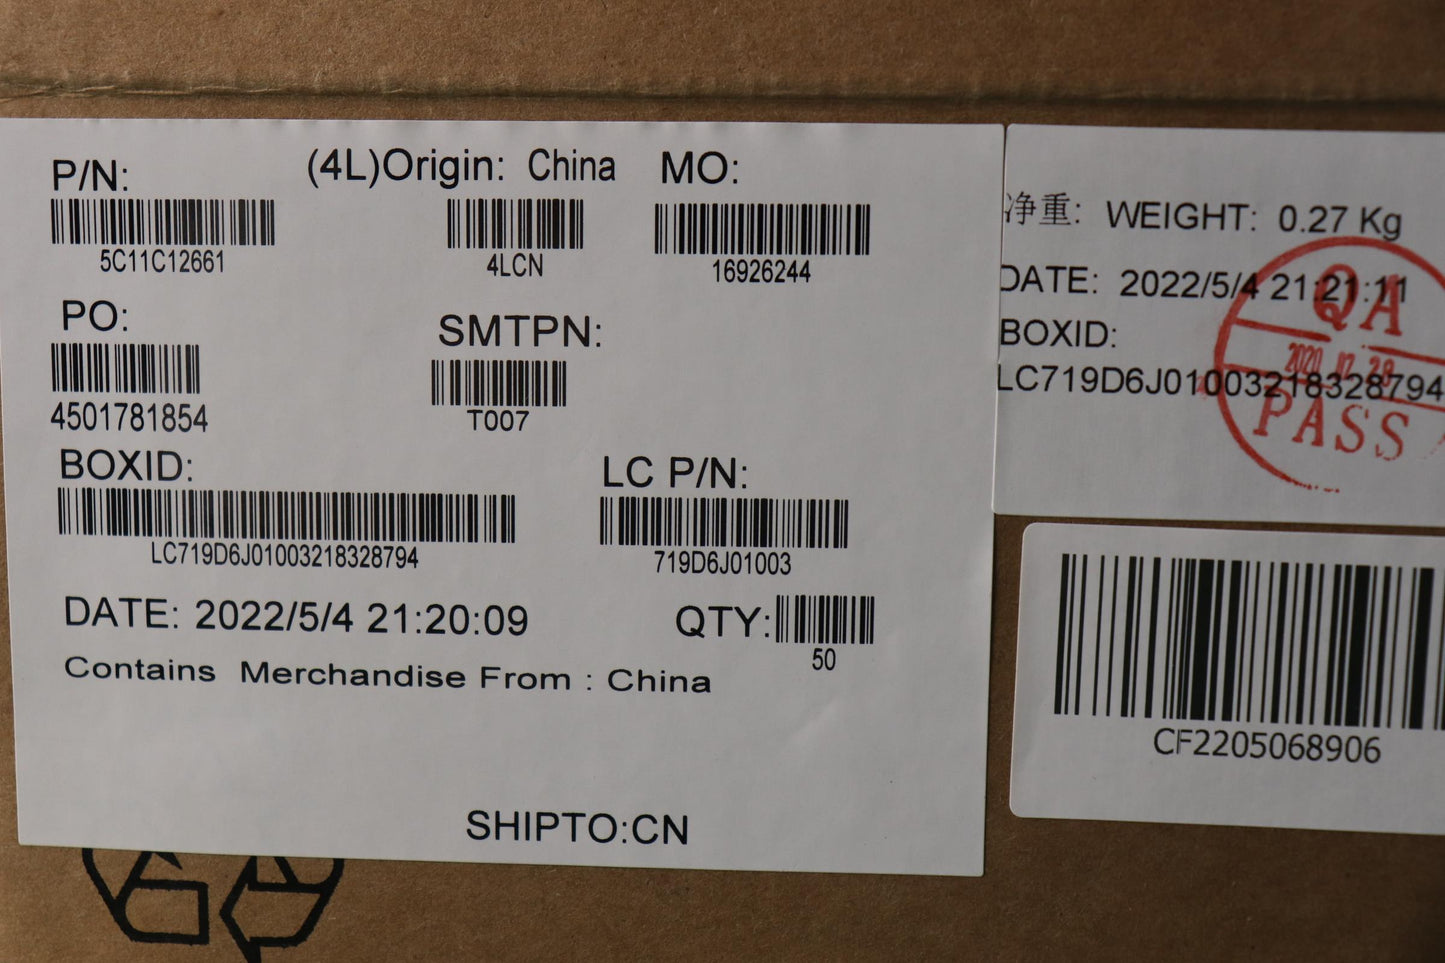 P/N:
5C11C12661
(4L)Origin: China
4LCN
MO:
16926244
PO:
4501781854
SMTPN:
T007
BOXID:
LC719D6J01003218328794
LC P/N:
719D6J01003
DATE: 2022/5/4 21:20:09
QTY:
50
Contains Merchandise From : China
SHIPTO:CN
净重: WEIGHT: 0.27 Kg
DATE: 2022/5/4 21:21:11
BOXID:
LC719D6J01003218328794
QA
PASS
CF2205068906